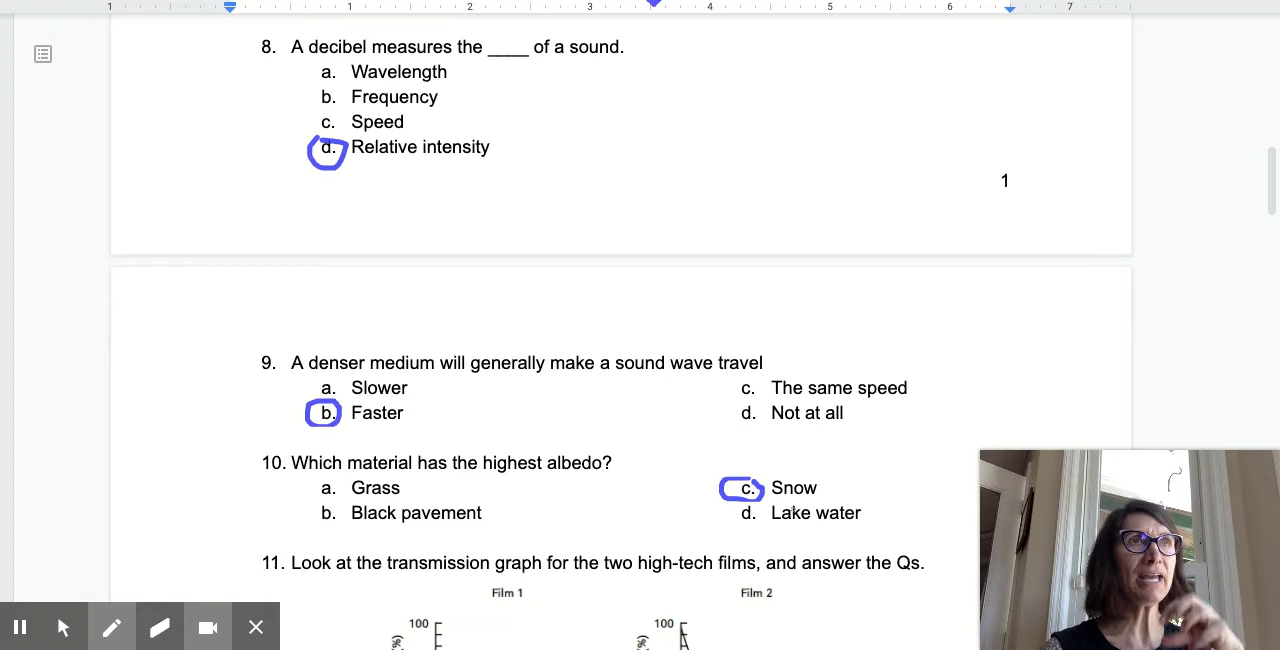 1 1 2 3 4 5 6 7
8. A decibel measures the ____ of a sound.
a. Wavelength
b. Frequency
c. Speed
d. Relative intensity
1
9. A denser medium will generally make a sound wave travel
a. Slower
c. The same speed
b. Faster
d. Not at all
10. Which material has the highest albedo?
a. Grass
c. Snow
b. Black pavement
d. Lake water
11. Look at the transmission graph for the two high-tech films, and answer the Qs.
Film 1 Film 2
100 100